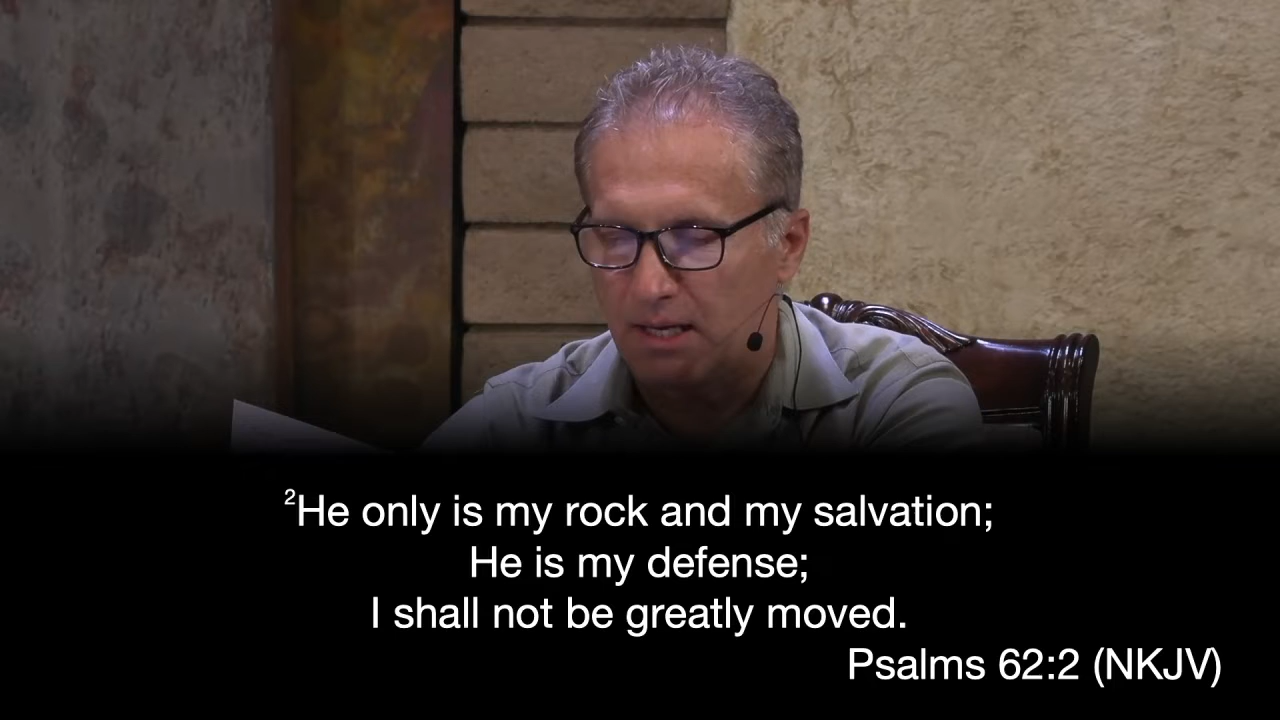 ²He only is my rock and my salvation;
He is my defense;
I shall not be greatly moved.
Psalms 62:2 (NKJV)